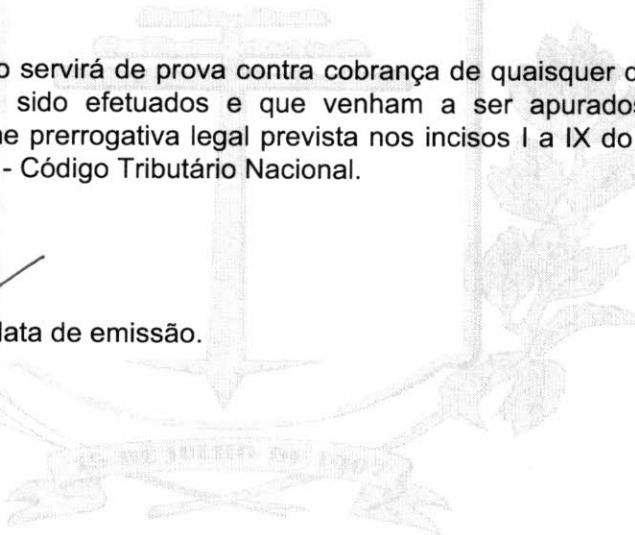 o servirá de prova contra cobrança de quaisquer
sido efetuados e que venham a ser apurados
prerrogativa legal prevista nos incisos I a IX do
- Código Tributário Nacional.
data de emissão.